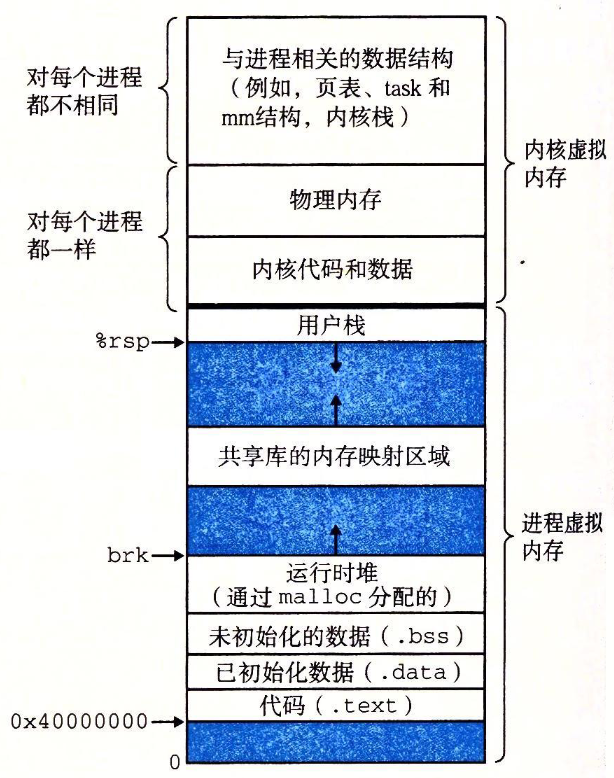 与进程相关的数据结构
（例如，页表、task 和
mm结构，内核栈）
对每个进程
都不相同
内核虚拟
内存
物理内存
对每个进程
都一样
内核代码和数据
用户栈
%rsp
共享库的内存映射区域
进程虚拟
内存
brk
运行时堆
（通过 malloc 分配的）
未初始化的数据（.bss）
已初始化数据（.data）
代码（.text）
0x40000000
0